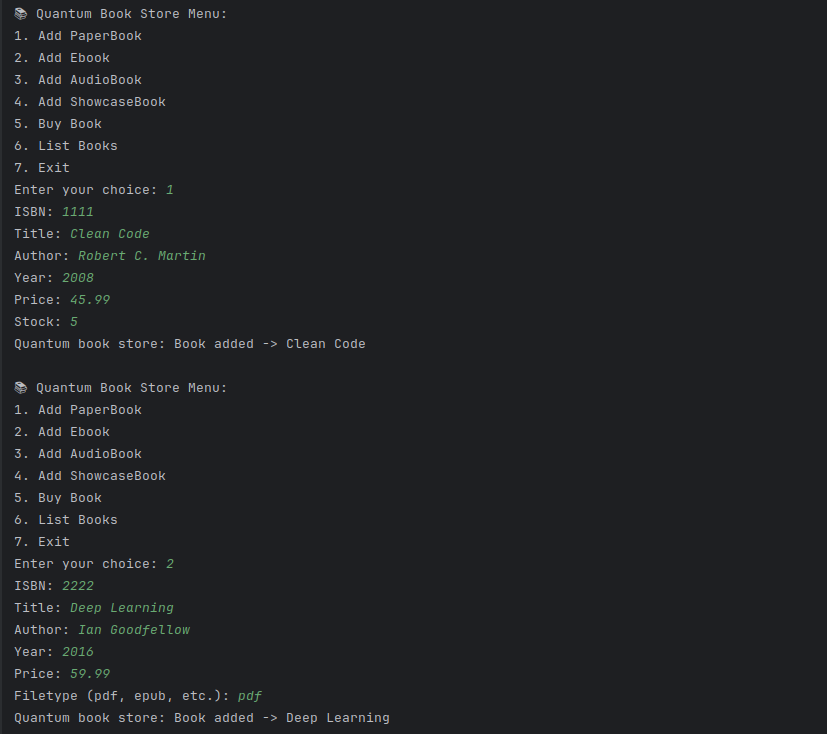 📚 Quantum Book Store Menu:
1. Add PaperBook
2. Add Ebook
3. Add AudioBook
4. Add ShowcaseBook
5. Buy Book
6. List Books
7. Exit
Enter your choice: 1
ISBN: 1111
Title: Clean Code
Author: Robert C. Martin
Year: 2008
Price: 45.99
Stock: 5
Quantum book store: Book added -> Clean Code

📚 Quantum Book Store Menu:
1. Add PaperBook
2. Add Ebook
3. Add AudioBook
4. Add ShowcaseBook
5. Buy Book
6. List Books
7. Exit
Enter your choice: 2
ISBN: 2222
Title: Deep Learning
Author: Ian Goodfellow
Year: 2016
Price: 59.99
Filetype (pdf, epub, etc.): pdf
Quantum book store: Book added -> Deep Learning